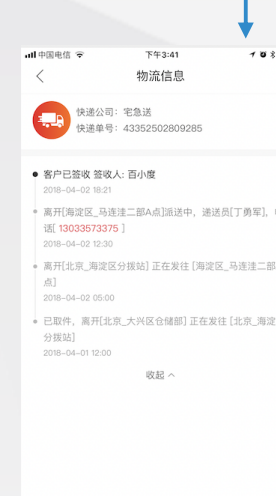 中国电信
下午3:41
物流信息
快递公司：宅急送
快递单号：43352502809285
客户已签收 签收人：百小度
2018-04-02 18:21
离开[海淀区_马连洼二部A点]派送中，递送员[丁勇军]，
话[ 13033573375 ]
2018-04-02 12:30
离开[北京_海淀区分拨站] 正在发往 [海淀区_马连洼二部
点]
2018-04-02 05:00
已取件，离开[北京_大兴区仓储部] 正在发往 [北京_海淀
分拨站]
2018-04-01 12:00
收起